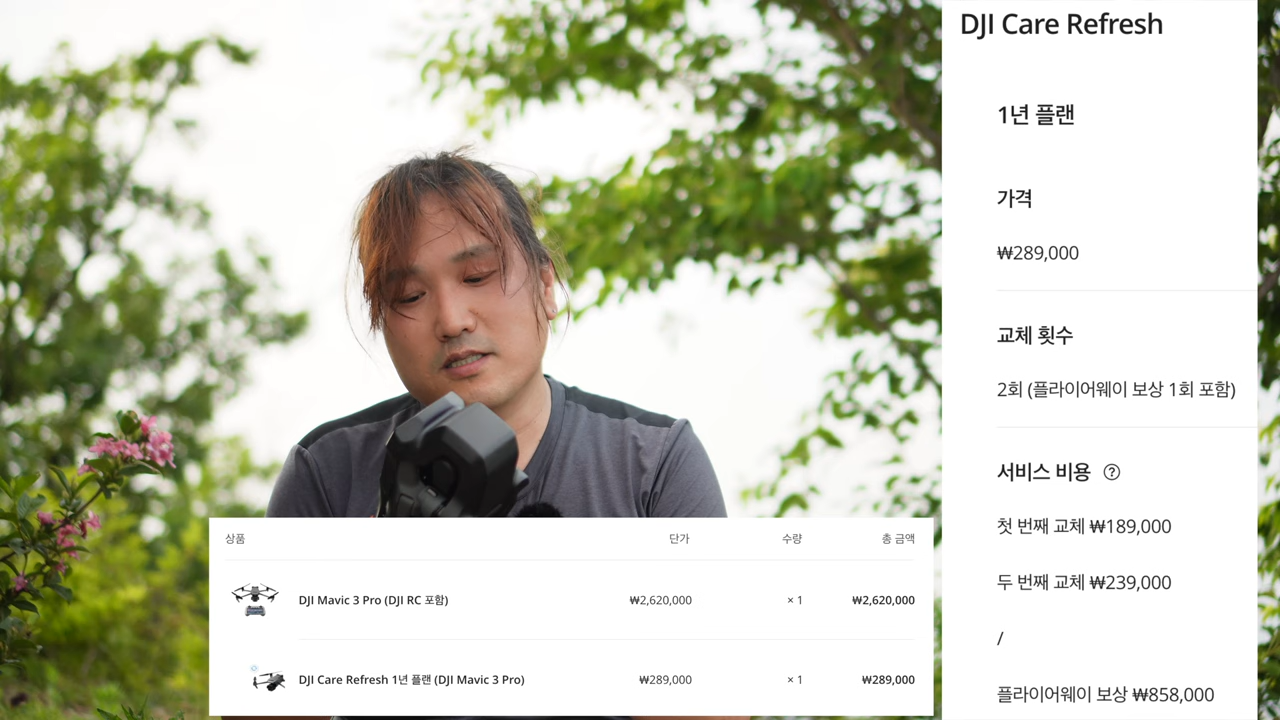 DJI Care Refresh
1년 플랜
가격
₩289,000
교체 횟수
2회 (플라이어웨이 보상 1회 포함)
서비스 비용 ?
첫 번째 교체 ₩189,000
두 번째 교체 ₩239,000
/
플라이어웨이 보상 ₩858,000
상품 단가 수량 총 금액
DJI Mavic 3 Pro (DJI RC 포함) ₩2,620,000 × 1 ₩2,620,000
DJI Care Refresh 1년 플랜 (DJI Mavic 3 Pro) ₩289,000 × 1 ₩289,000